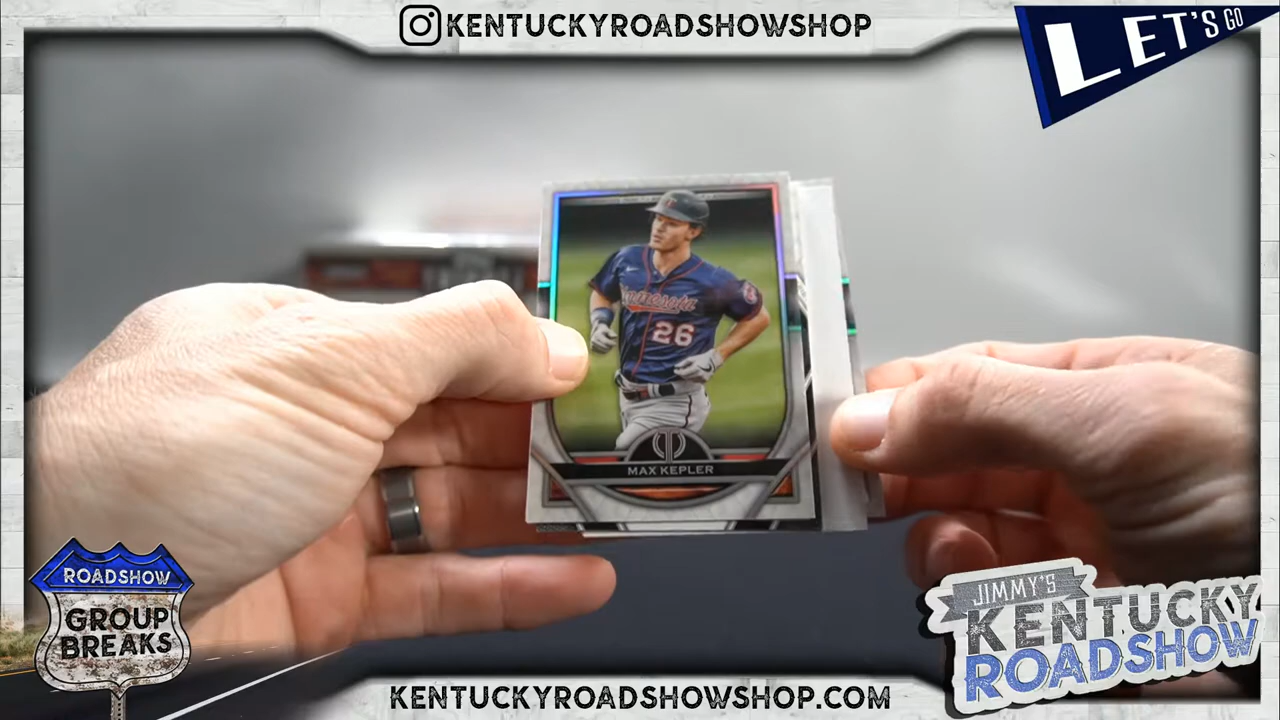 KENTUCKYROADSHOWSHOP
LET'S GO
Minnesota
26
MAX KEPLER
ROADSHOW
GROUP
BREAKS
JIMMY'S
KENTUCKY
ROADSHOW
KENTUCKYROADSHOWSHOP.COM